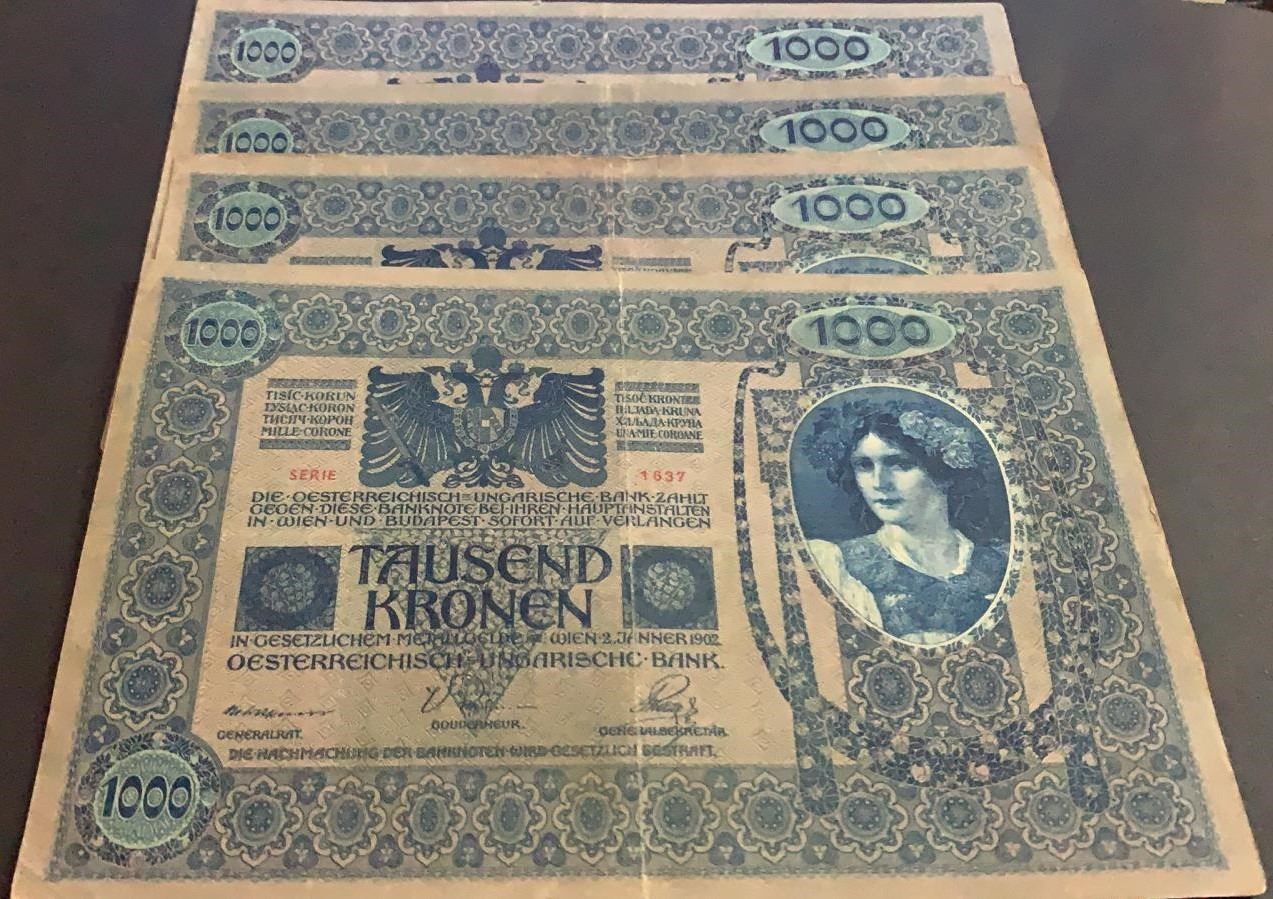 1000
1000
1000
1000
1000
1000
1000
1000
TISÍC·KORUN
TYSIĄC·KORON
ТИСЯЧ·КОРОН
MILLE·CORONE
TISOČ KRON
HILJADA·KRUNA
ХИЉАДА·КРУНА
UNA·MIE·COROANE
SERIE
1637
DIE·OESTERREICHISCH=UNGARISCHE·BANK·ZAHLT
GEGEN·DIESE·BANKNOTE·BEI·IHREN·HAUPTANSTALTEN
IN·WIEN·UND·BUDAPEST·SOFORT·AUF·VERLANGEN
TAUSEND
KRONEN
IN·GESETZLICHEM·METALLGELDE=WIEN·2.JÄNNER 1902
OESTERREICHISCH=UNGARISCHE·BANK.
GENERALRAT.
GOUVERNEUR.
GENERALSEKRETÄR.
DIE NACHMACHUNG DER BANKNOTEN WIRD GESETZLICH BESTRAFT.
1000